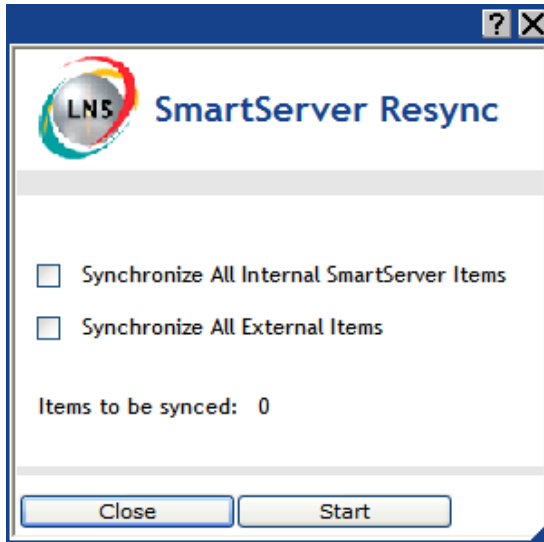 ?
LNS
SmartServer Resync
Synchronize All Internal SmartServer Items
Synchronize All External Items
Items to be synced: 0
Close
Start